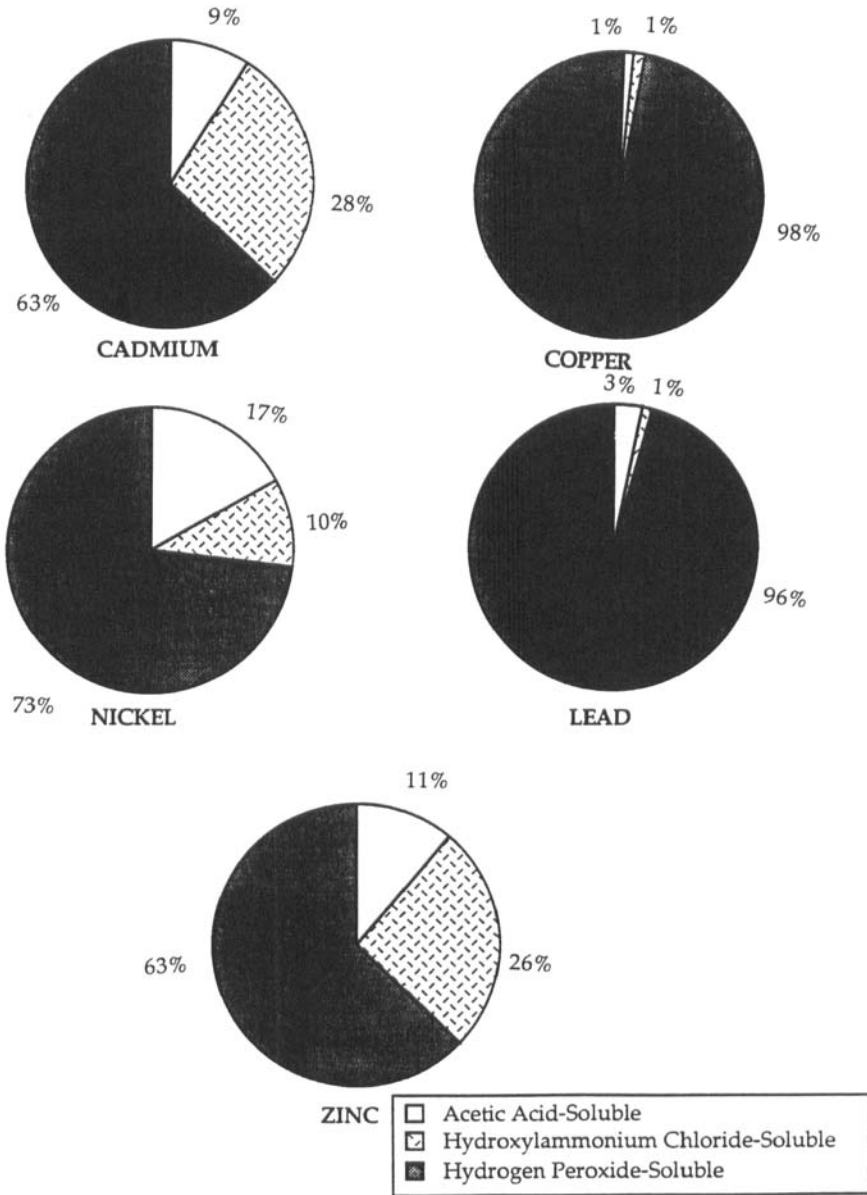 9%
28%
63%
CADMIUM
1% 1%
98%
COPPER
17%
10%
73%
NICKEL
3% 1%
96%
LEAD
11%
26%
63%
ZINC
Acetic Acid-Soluble
Hydroxylammonium Chloride-Soluble
Hydrogen Peroxide-Soluble